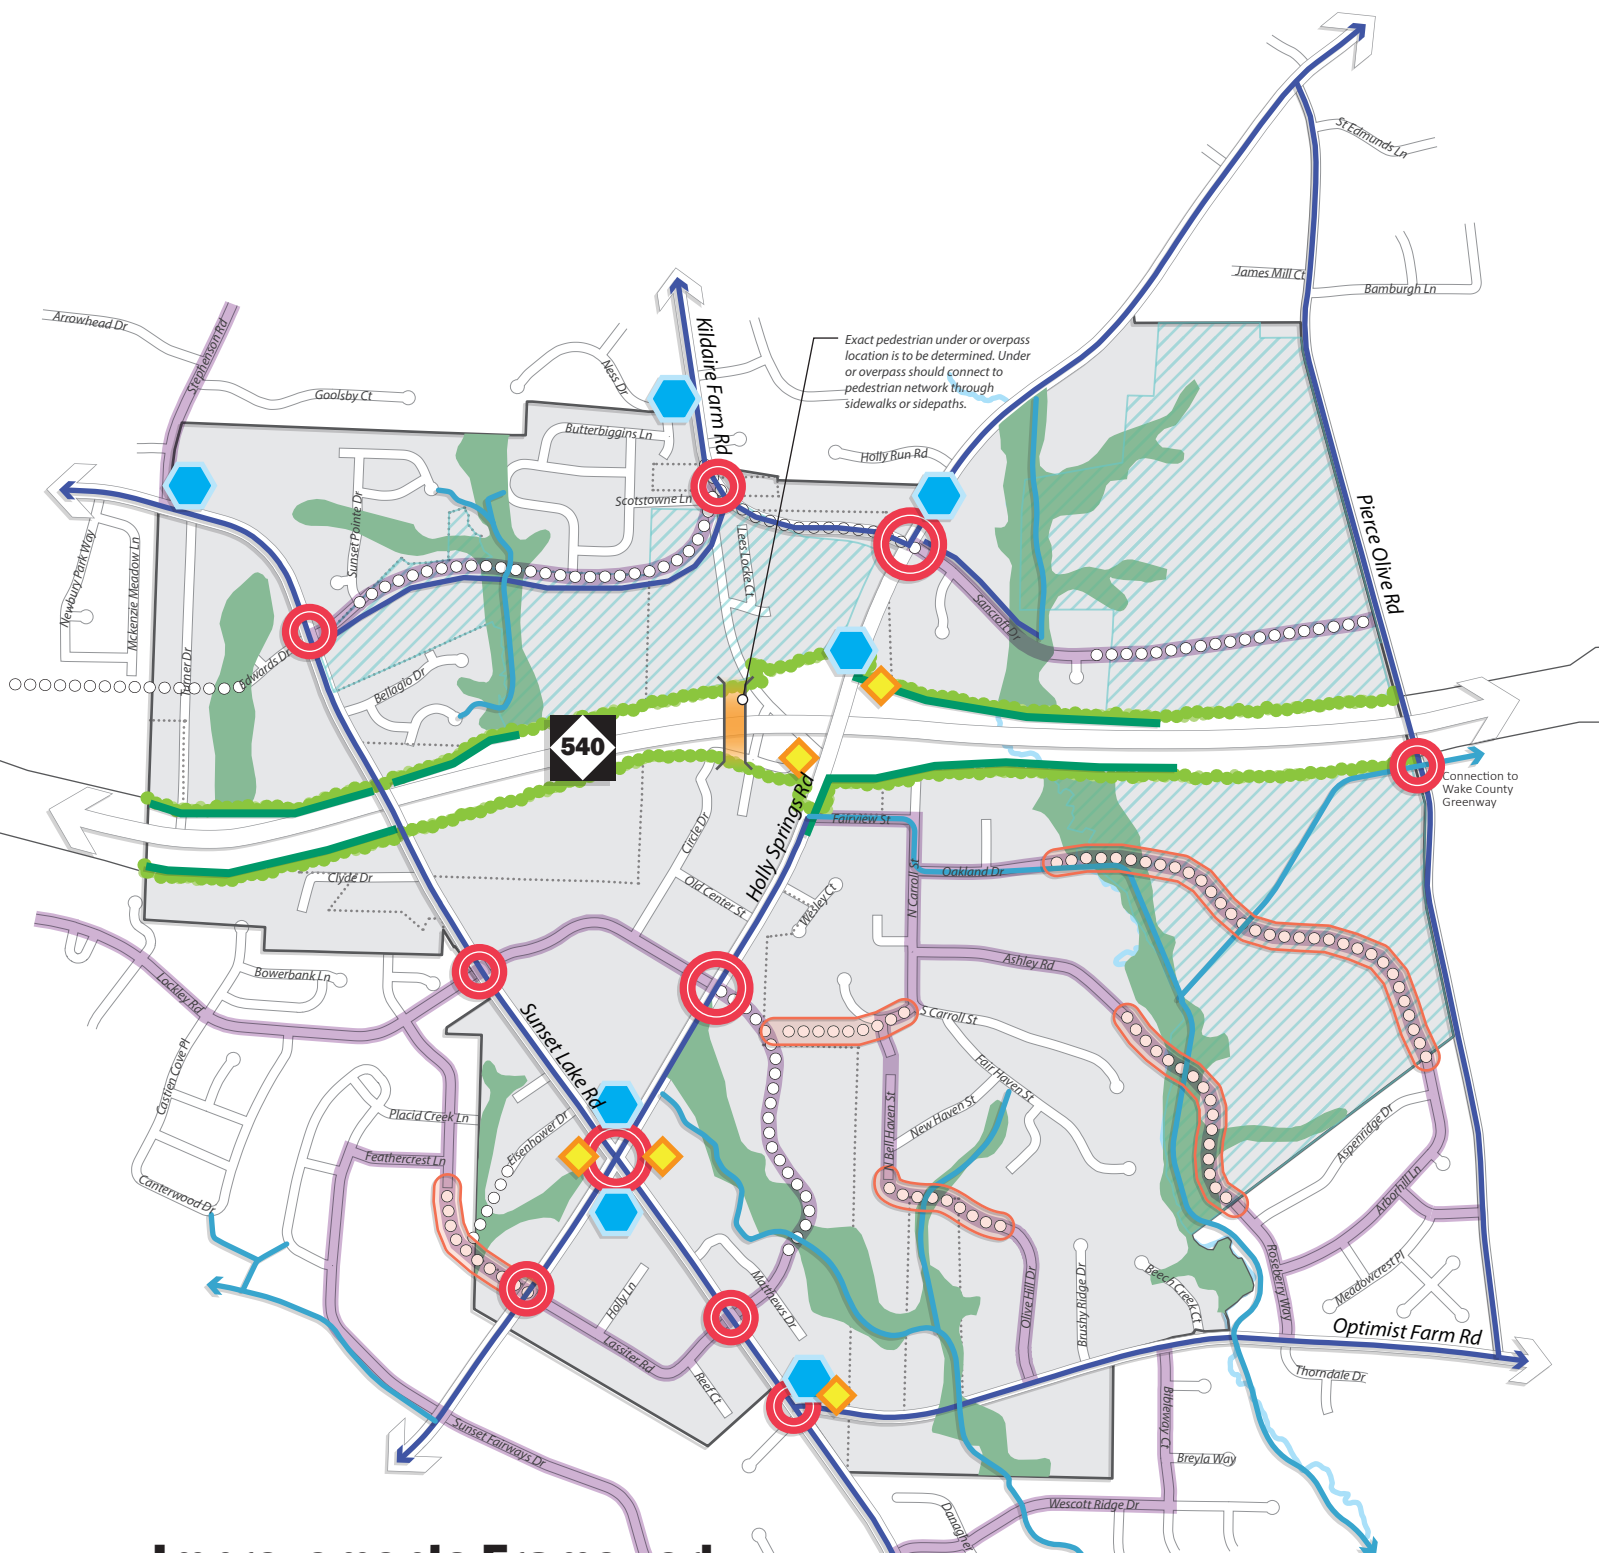 St Edmunds Ln
James Mill Ct
Bamburgh Ln
Arrowhead Dr
Stephenson Rd
Goolsby Ct
Ness Dr
Kildaire Farm Rd
Exact pedestrian under or overpass
location is to be determined. Under
or overpass should connect to
pedestrian network through
sidewalks or sidepaths.
Butterbiggins Ln
Holly Run Rd
Scotstowne Ln
Sunset Pointe Dr
Newbury Park Way
Mckenzie Meadow Ln
Lees Locke Ct
Pierce Olive Rd
Sancroft Dr
Turner Dr
Edwards Dr
Bellagio Dr
540
Connection to
Wake County
Greenway
Circle Dr
Holly Springs Rd
Fairview St
Clyde Dr
Old Center St
Wesley Ct
N Carroll St
Oakland Dr
Ashley Rd
Lockley Rd
Bowerbank Ln
Sunset Lake Rd
S Carroll St
Castien Cove Pl
Fair Haven St
New Haven St
N Bell Haven St
Placid Creek Ln
Eisenhower Dr
Feathercrest Ln
Canterwood Dr
Aspenridge Dr
Arborhill Ln
Roseberry Way
Meadowcrest Pl
Beech Creek Ct
Brushy Ridge Dr
Olive Hill Dr
Matthews Dr
Holly Ln
Lassiter Rd
Reef Ct
Optimist Farm Rd
Thorndale Dr
Bibleway Ct
Breyla Way
Sunset Fairways Dr
Wescott Ridge Dr